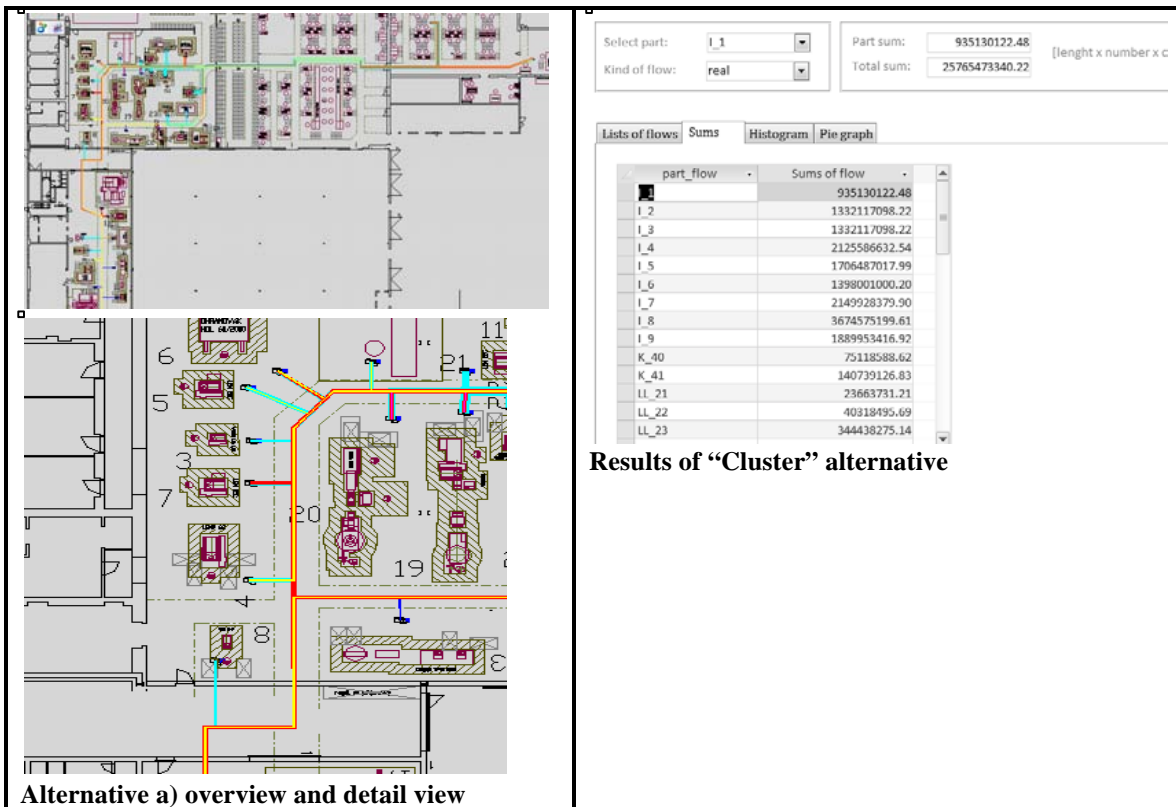 2
6
5
3
7
4
8
20
19
21
11
3
Alternative a) overview and detail view
Select part: I_1
Kind of flow: real
Part sum: 935130122.48
Total sum: 25765473340.22
[lenght x number x c
Lists of flows Sums Histogram Pie graph
part_flow Sums of flow
I_1 935130122.48
I_2 1332117098.22
I_3 1332117098.22
I_4 2125586632.54
I_5 1706487017.99
I_6 1398001000.20
I_7 2149928379.90
I_8 3674575199.61
I_9 1889953416.92
K_40 75118588.62
K_41 140739126.83
LL_21 23663731.21
LL_22 40318495.69
LL_23 344438275.14
Results of “Cluster” alternative